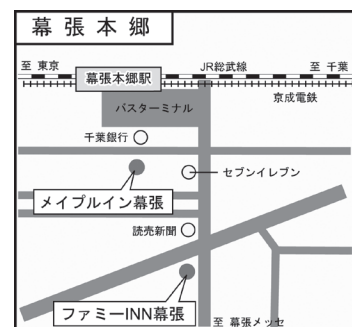 幕張本郷
至 東京
JR総武線
至 千葉
幕張本郷駅
京成電鉄
バスターミナル
千葉銀行
セブンイレブン
メイプルイン幕張
読売新聞
ファミーINN幕張
至 幕張メッセ